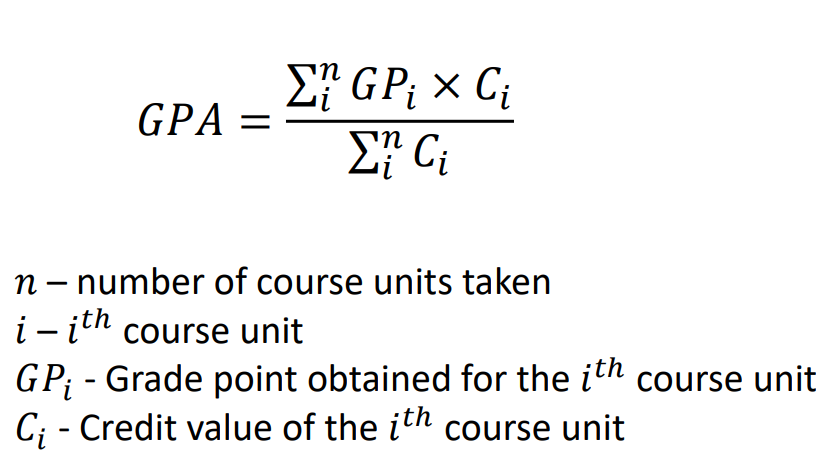 GPA = \frac{\sum_{i}^{n} GP_i × C_i}{\sum_{i}^{n} C_i}
n – number of course units taken
i – i^{th} course unit
GP_i - Grade point obtained for the i^{th} course unit
C_i - Credit value of the i^{th} course unit